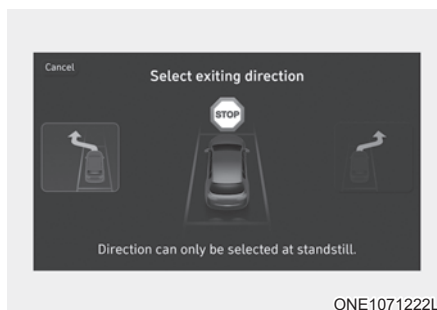 Cancel
Select exiting direction
STOP
Direction can only be selected at standstill.
ONE1071222L